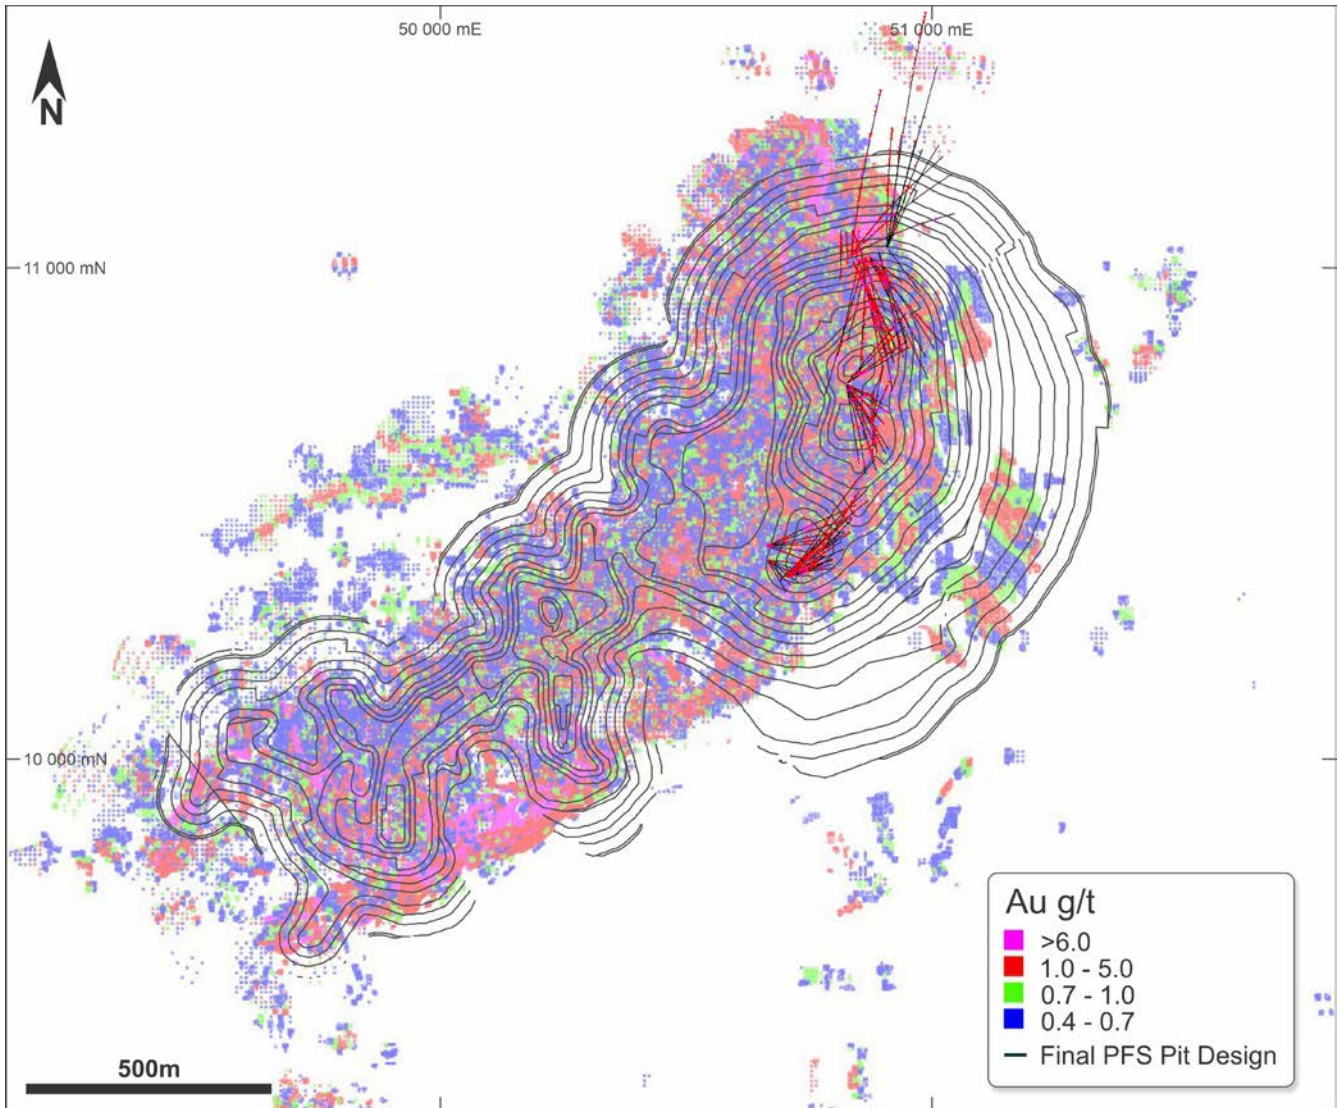 50 000 mE
51 000 mE
N
11 000 mN
10 000 mN
Au g/t
>6.0
1.0 - 5.0
0.7 - 1.0
0.4 - 0.7
Final PFS Pit Design
500m